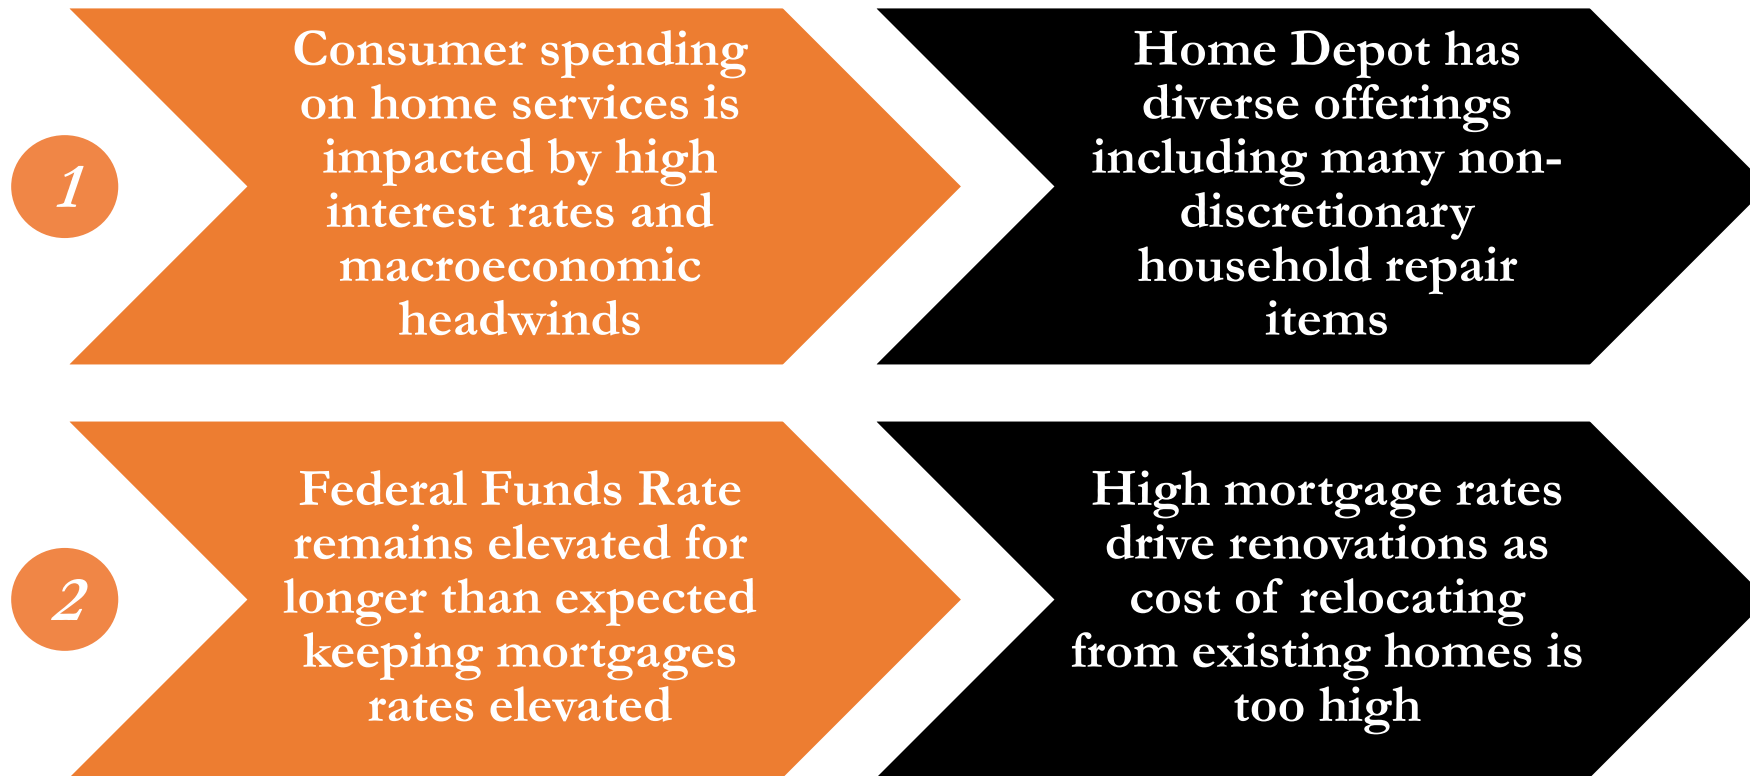 1
Consumer spending
on home services is
impacted by high
interest rates and
macroeconomic
headwinds
Home Depot has
diverse offerings
including many non-
discretionary
household repair
items
2
Federal Funds Rate
remains elevated for
longer than expected
keeping mortgages
rates elevated
High mortgage rates
drive renovations as
cost of relocating
from existing homes is
too high